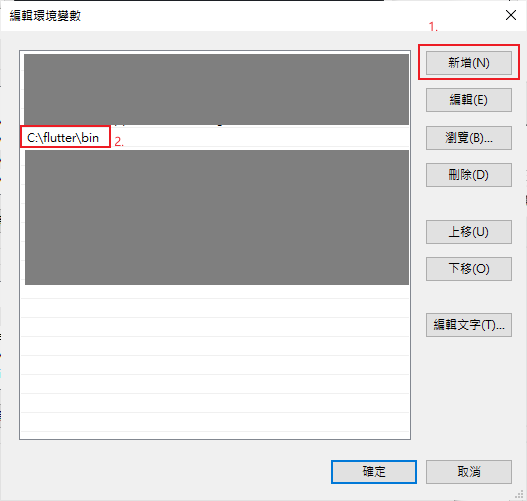 編輯環境變數
1.
新增(N)
編輯(E)
C:\flutter\bin
2.
瀏覽(B)...
刪除(D)
上移(U)
下移(O)
編輯文字(T)...
確定
取消